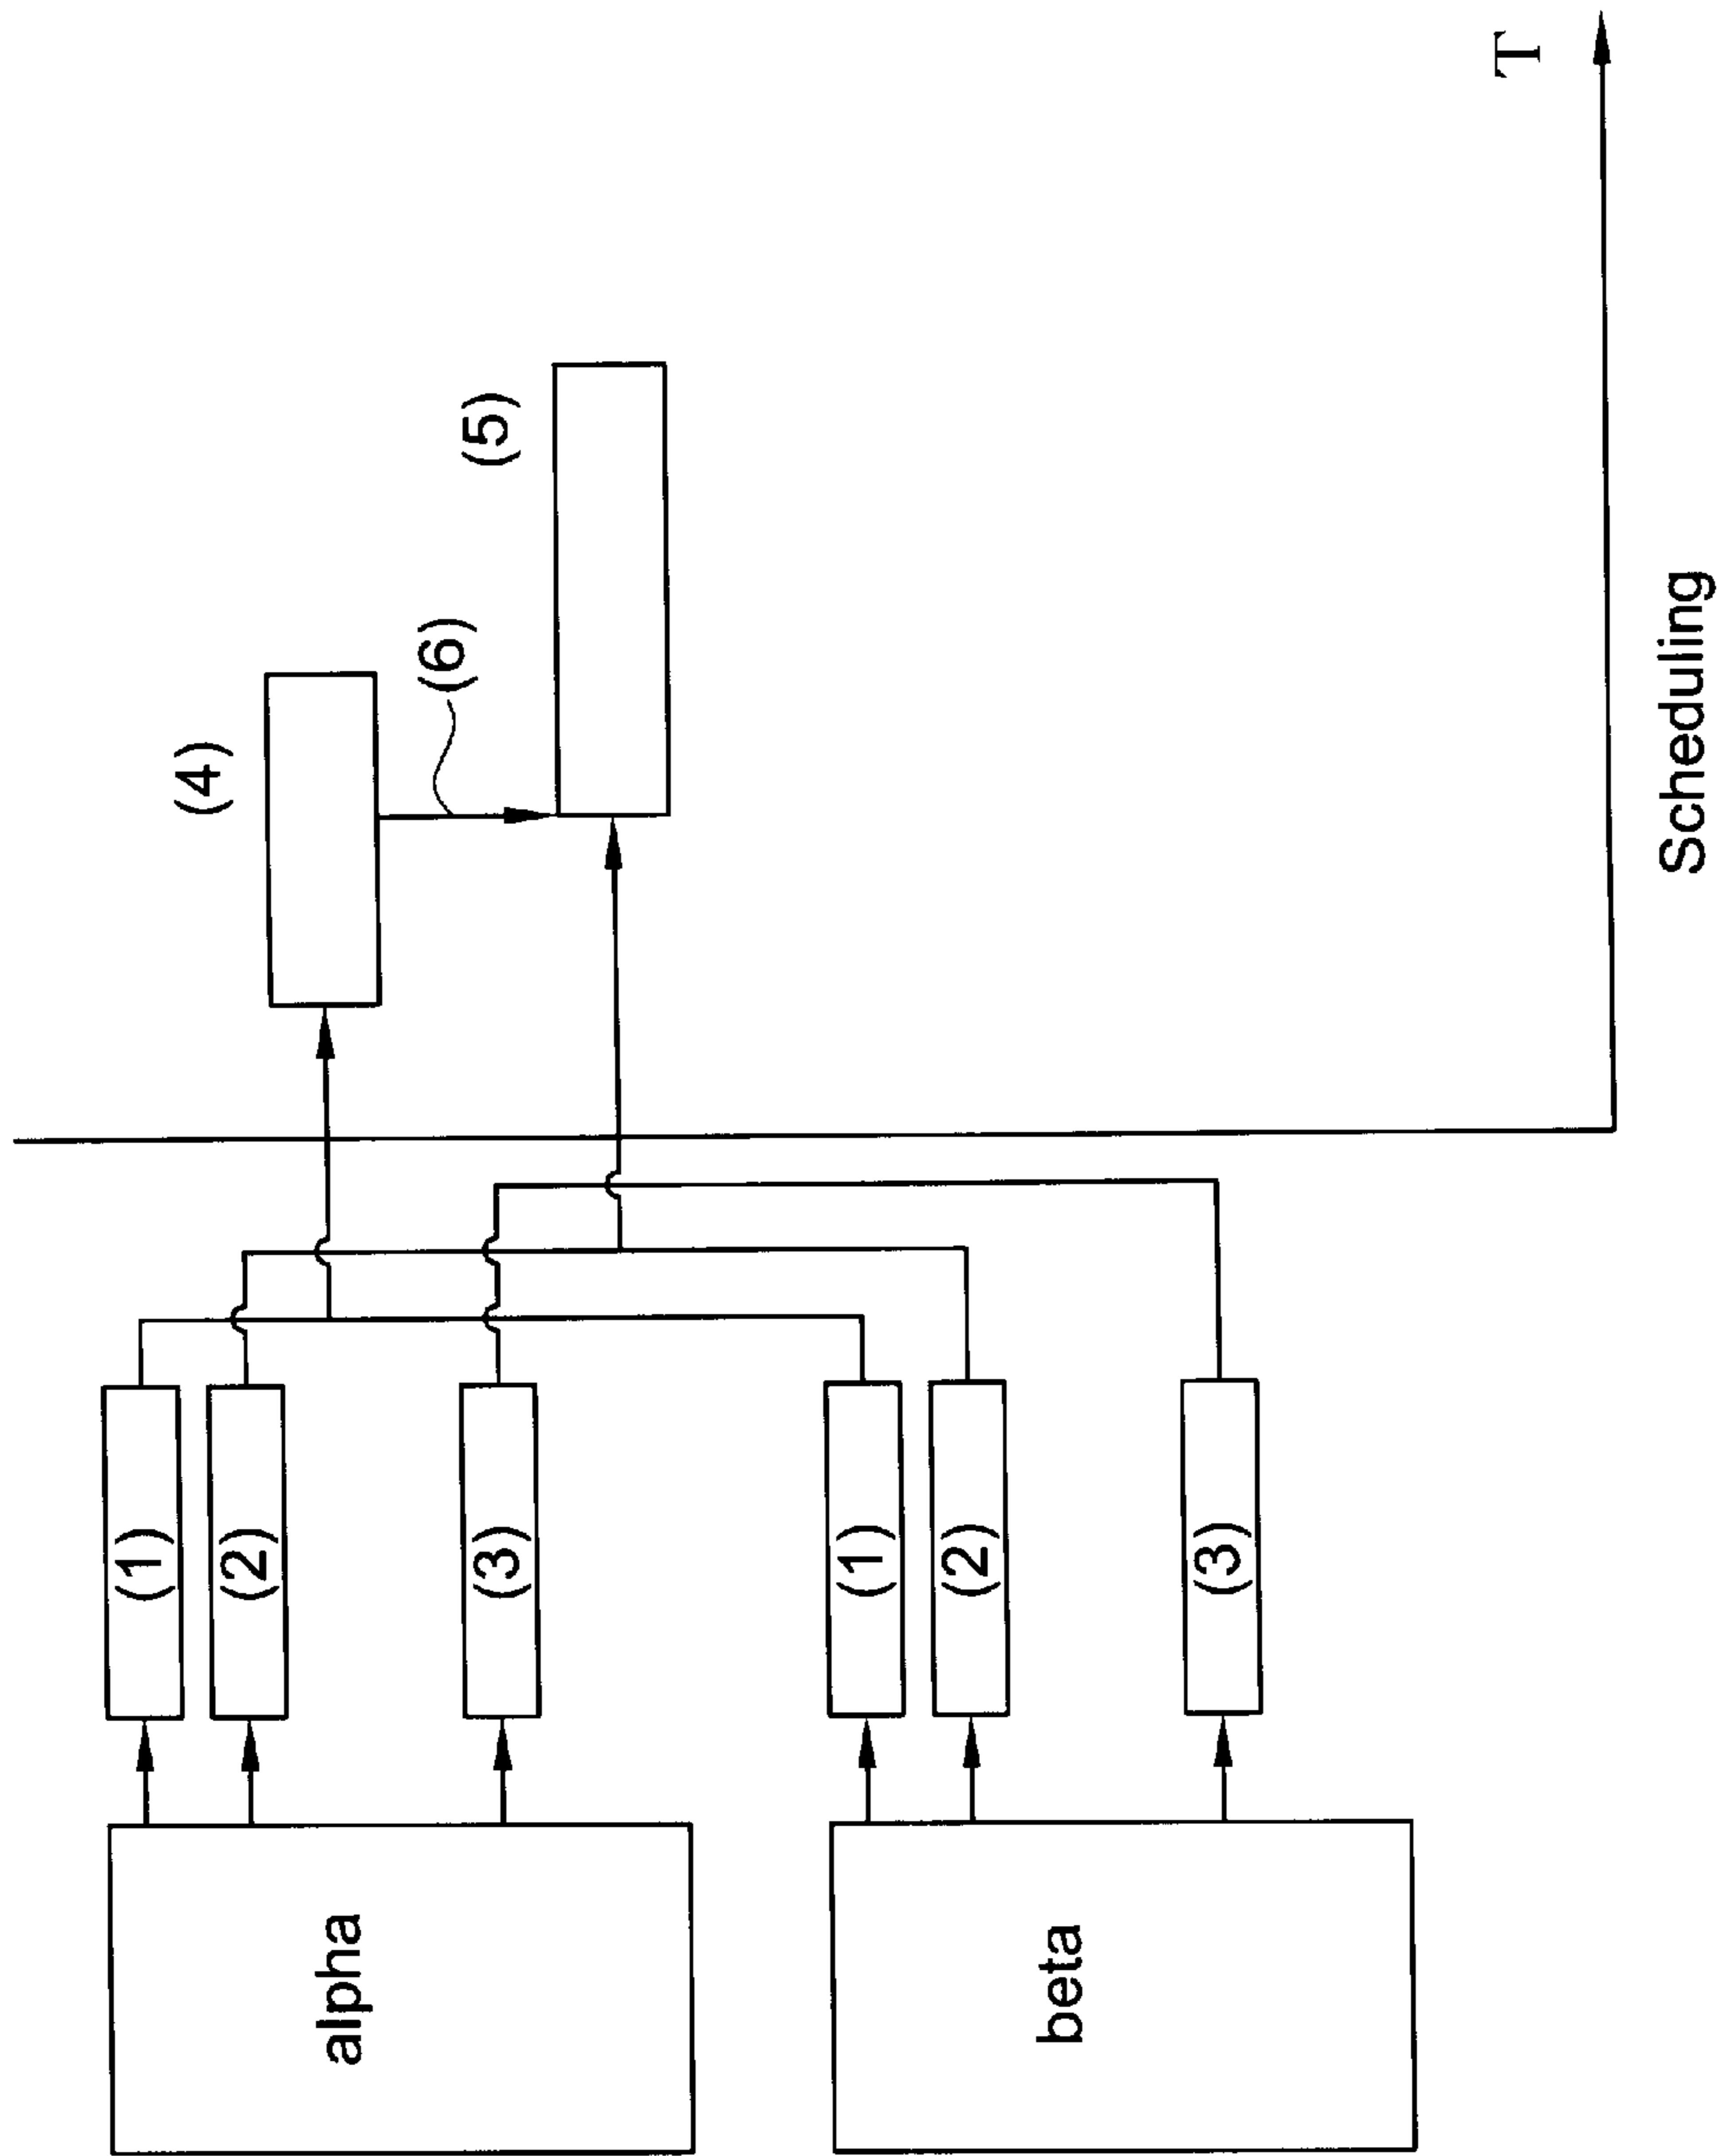 alpha
(1)
(2)
(3)
beta
(1)
(2)
(3)
(4)
(6)
(5)
T
Scheduling